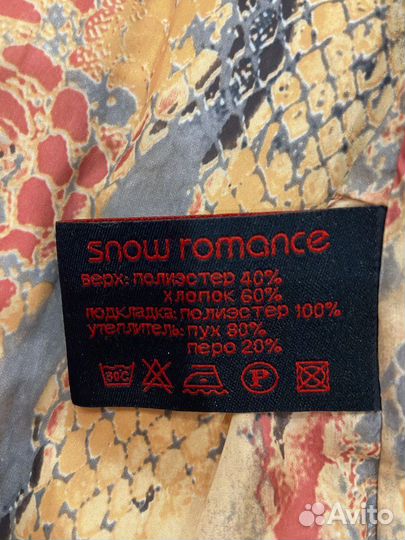 snow romance
верх: полиэстер 40%
хлопок 60%
подкладка: полиэстер 100%
утеплитель: пух 80%
перо 20%
30°C P
Avito